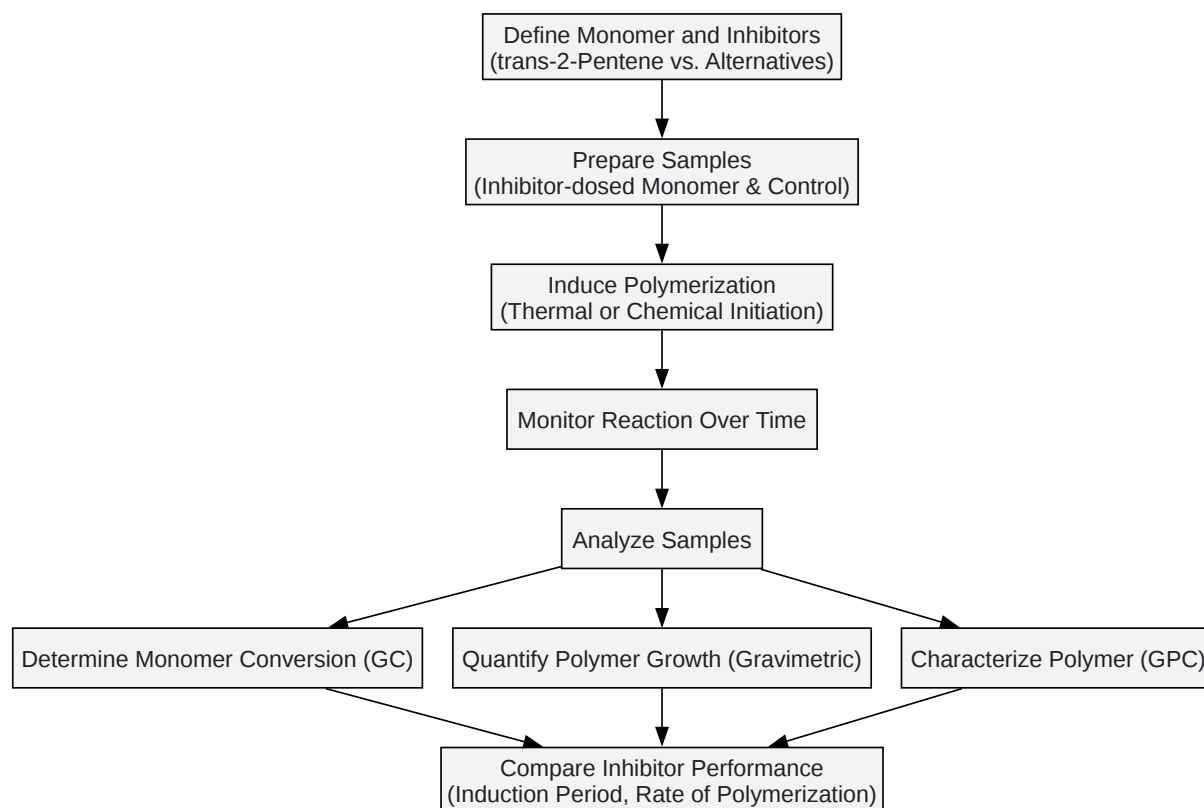 Define Monomer and Inhibitors
(trans-2-Pentene vs. Alternatives)
Prepare Samples
(Inhibitor-dosed Monomer & Control)
Induce Polymerization
(Thermal or Chemical Initiation)
Monitor Reaction Over Time
Analyze Samples
Determine Monomer Conversion (GC)
Quantify Polymer Growth (Gravimetric)
Characterize Polymer (GPC)
Compare Inhibitor Performance
(Induction Period, Rate of Polymerization)